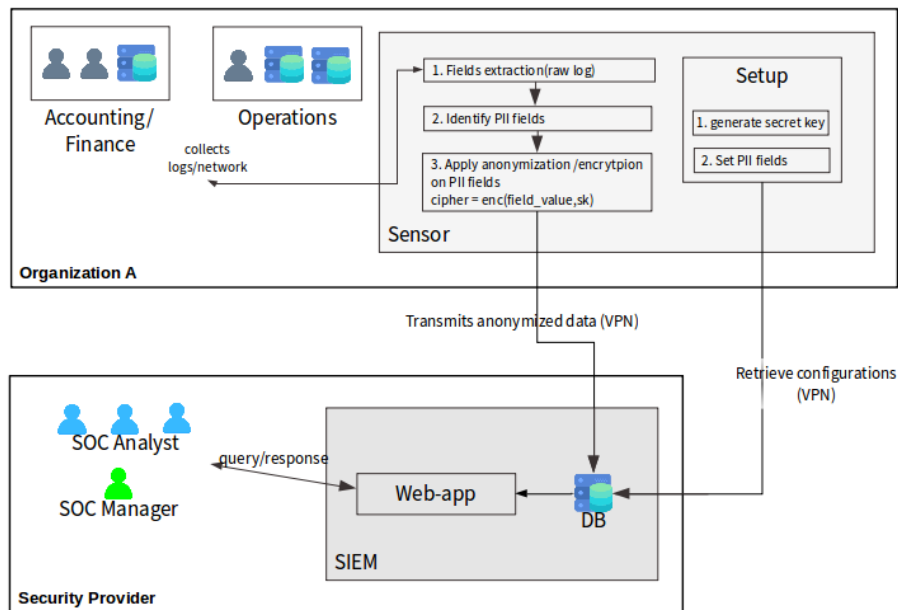 Accounting/
Finance
Operations
collects
logs/network
1. Fields extraction(raw log)
2. Identify PII fields
3. Apply anonymization /encrytpion
on PII fields
cipher = enc(field_value,sk)
Sensor
Setup
1. generate secret key
2. Set PII fields
Organization A
Transmits anonymized data (VPN)
Retrieve configurations
(VPN)
SOC Analyst
SOC Manager
query/response
Web-app
DB
SIEM
Security Provider